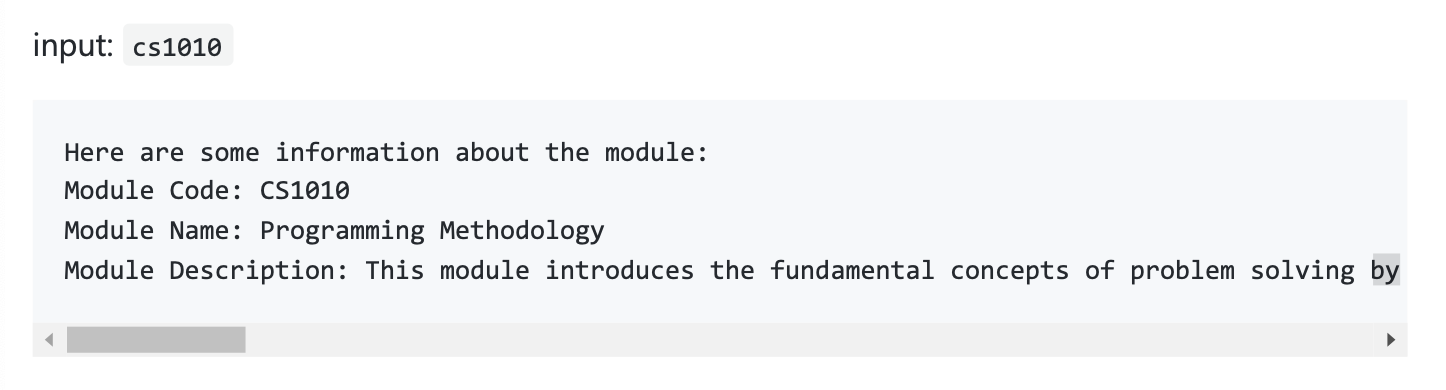 input: cs1010
Here are some information about the module:
Module Code: CS1010
Module Name: Programming Methodology
Module Description: This module introduces the fundamental concepts of problem solving by